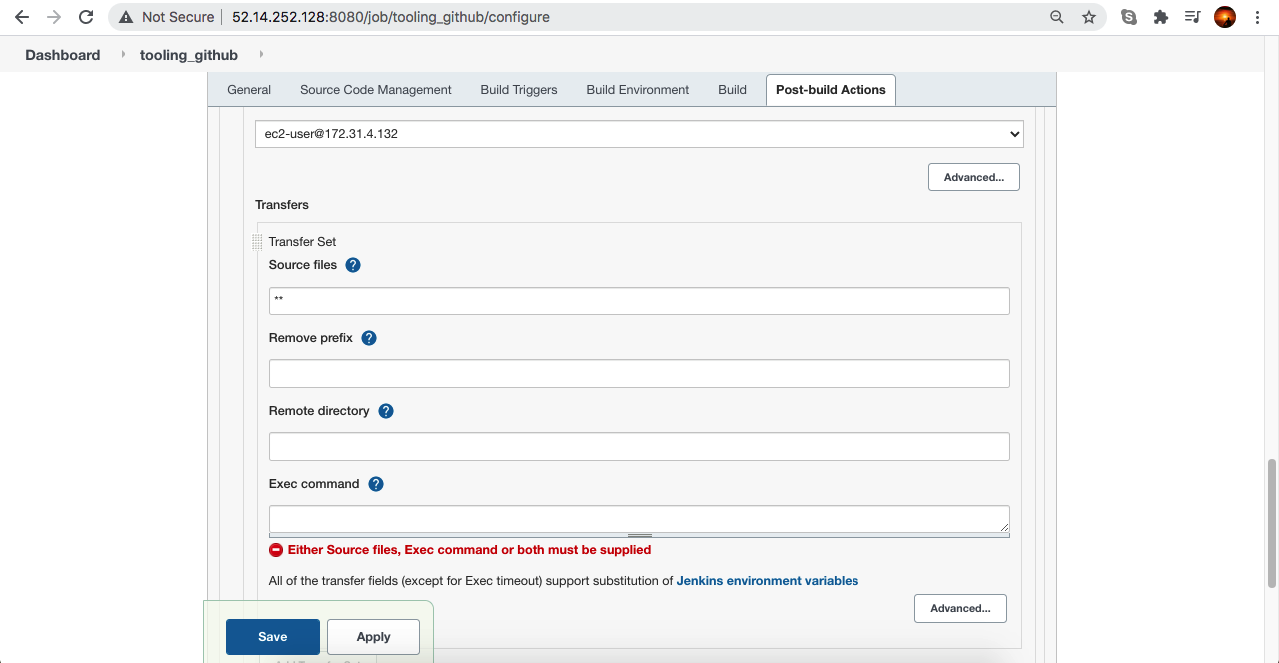 Not Secure
52.14.252.128:8080/job/tooling_github/configure
Dashboard tooling_github
General Source Code Management Build Triggers Build Environment Build Post-build Actions
ec2-user@172.31.4.132
Advanced...
Transfers
Transfer Set
Source files ?
**
Remove prefix ?
Remote directory ?
Exec command ?
Either Source files, Exec command or both must be supplied
All of the transfer fields (except for Exec timeout) support substitution of Jenkins environment variables
Advanced...
Save Apply